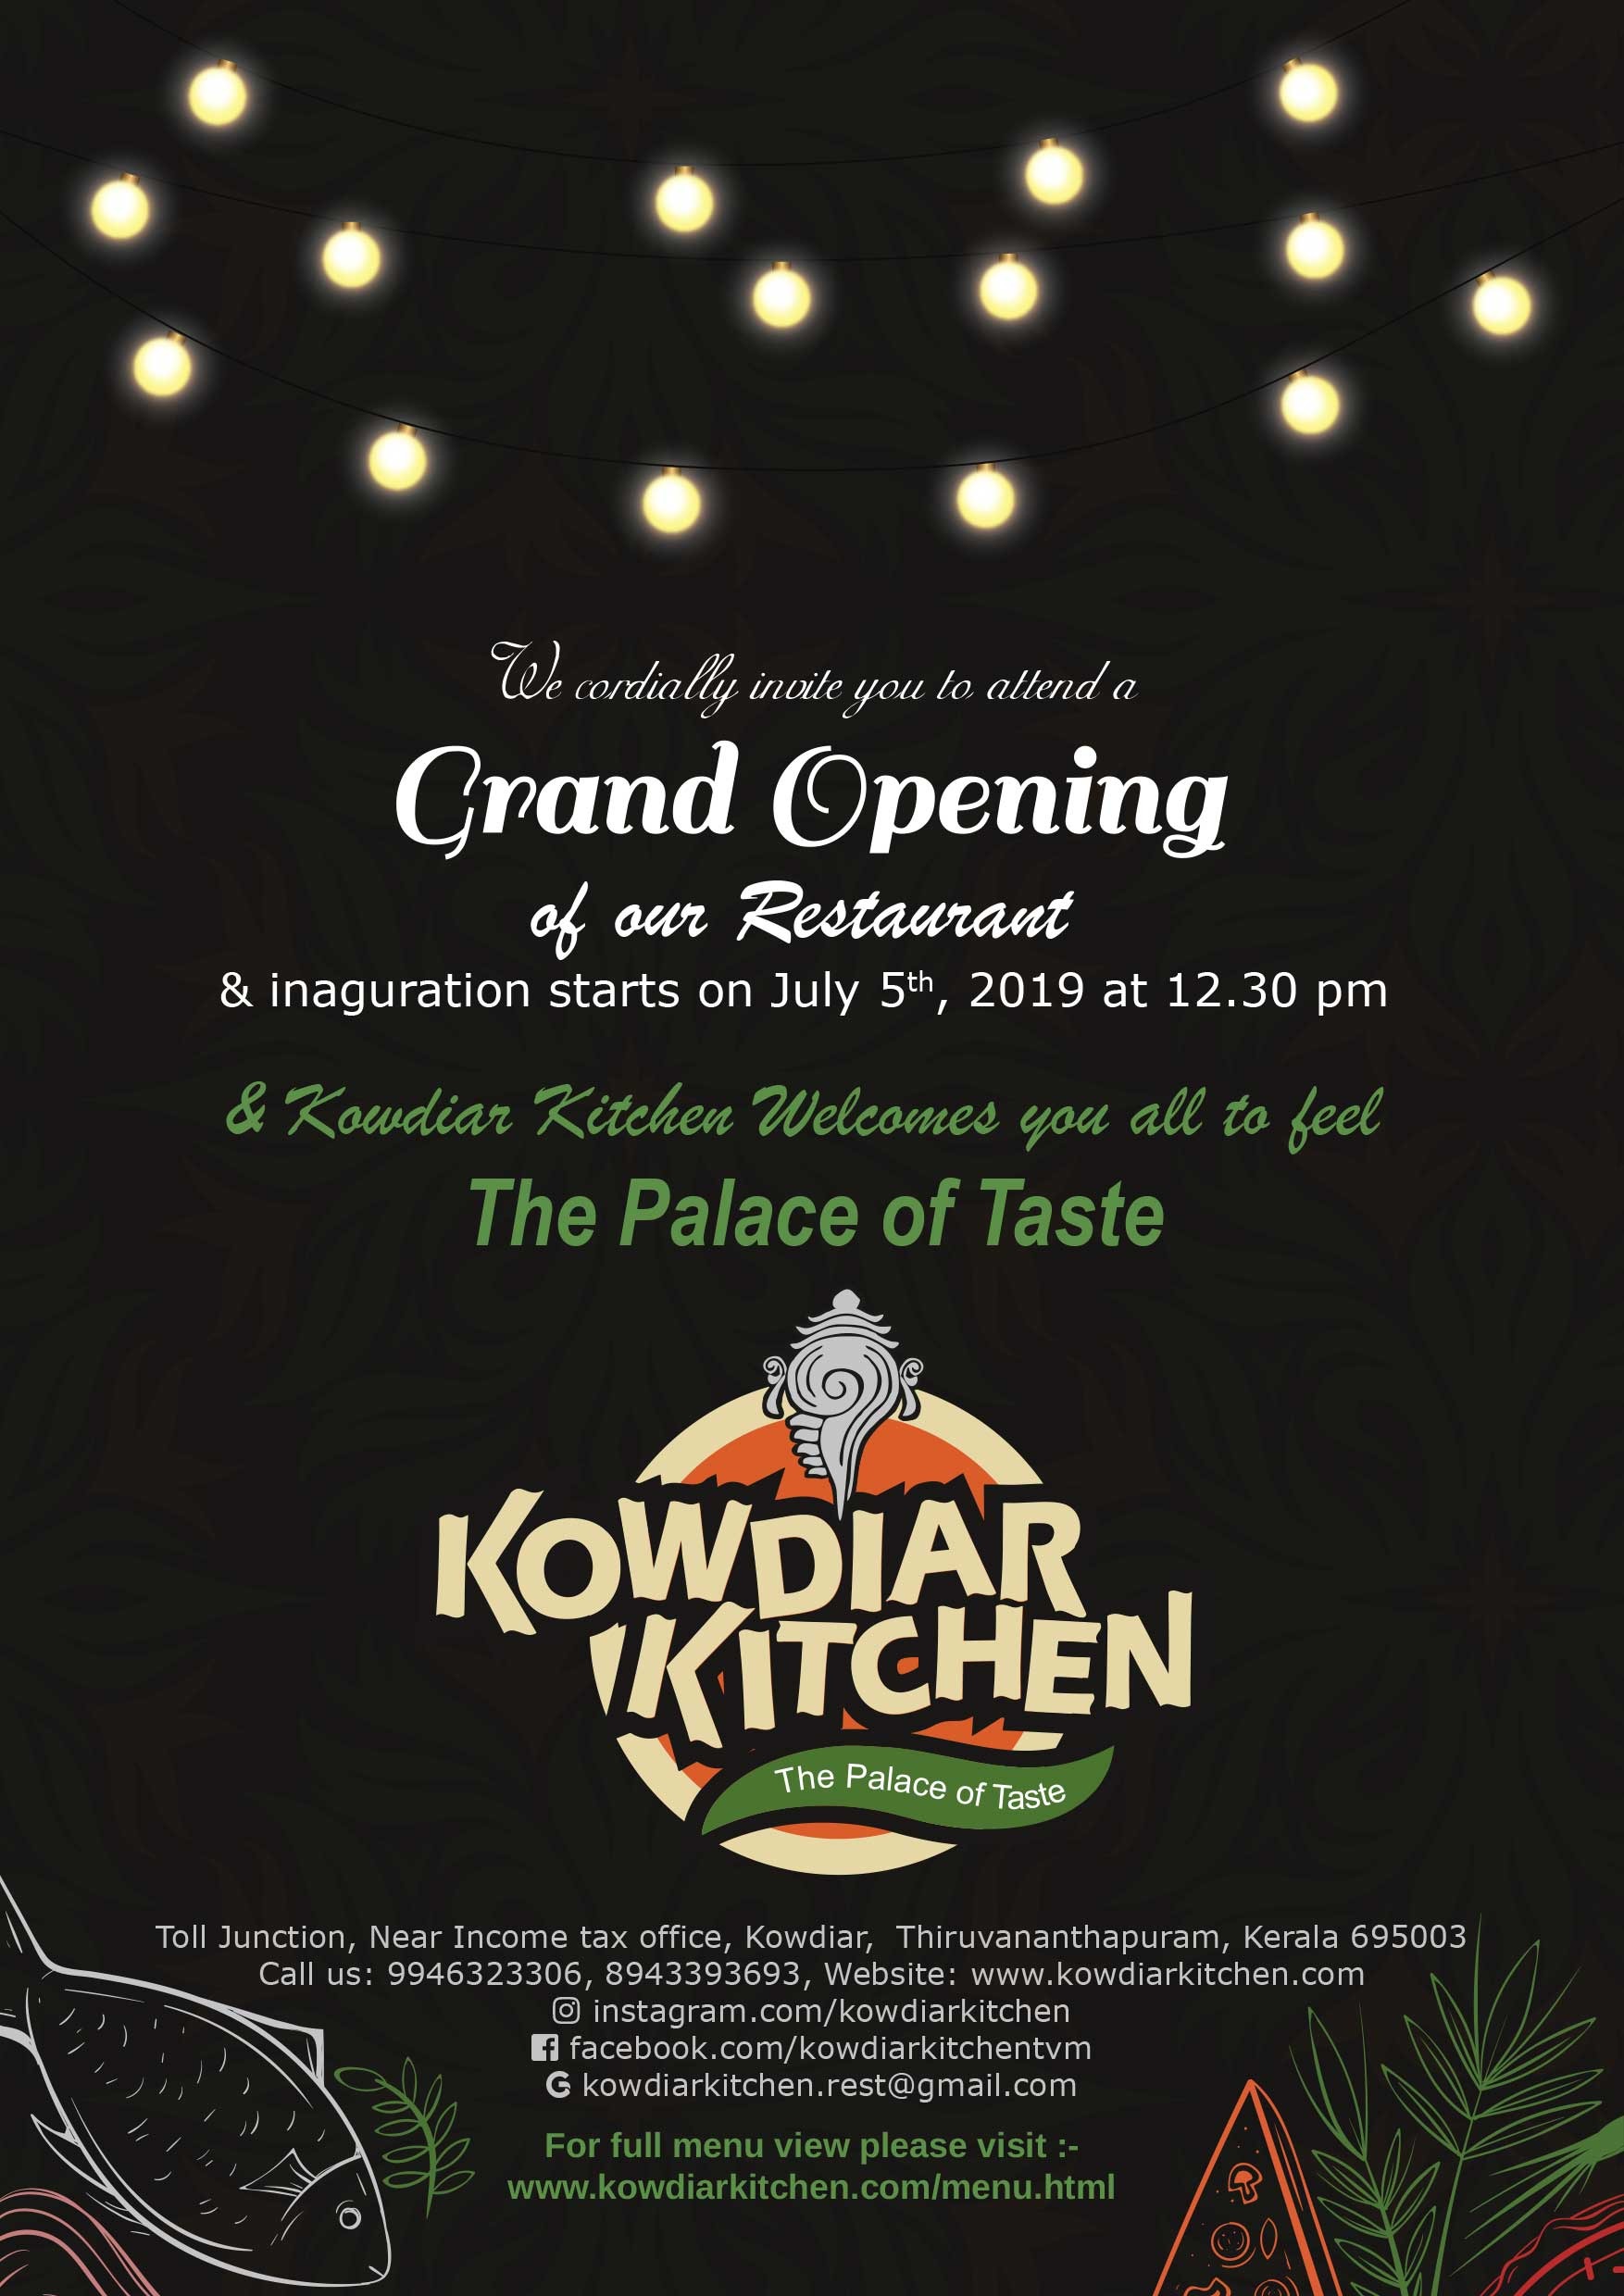 We cordially invite you to attend a
Grand Opening
of our Restaurant
& inaguration starts on July 5th, 2019 at 12.30 pm
& Kowdiar Kitchen Welcomes you all to feel
The Palace of Taste
KOWDIAR
KITCHEN
The Palace of Taste
Toll Junction, Near Income tax office, Kowdiar, Thiruvananthapuram, Kerala 695003
Call us: 9946323306, 8943393693, Website: www.kowdiarkitchen.com
instagram.com/kowdiarkitchen
facebook.com/kowdiarkitchentvm
kowdiarkitchen.rest@gmail.com
For full menu view please visit :-
www.kowdiarkitchen.com/menu.html